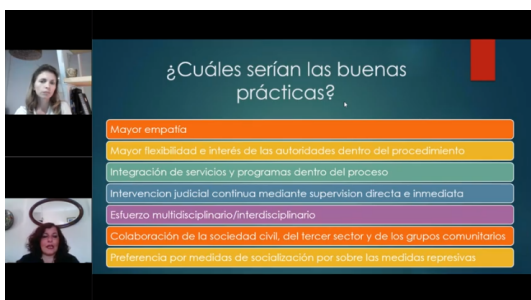 ¿Cuáles serían las buenas
prácticas?
Mayor empatía
Mayor flexibilidad e interés de las autoridades dentro del procedimiento
Integración de servicios y programas dentro del proceso
Intervencion judicial continua mediante supervision directa e inmediata
Esfuerzo multidisciplinario/interdisciplinario
Colaboración de la sociedad civil, del tercer sector y de los grupos comunitarios
Preferencia por medidas de socialización por sobre las medidas represivas